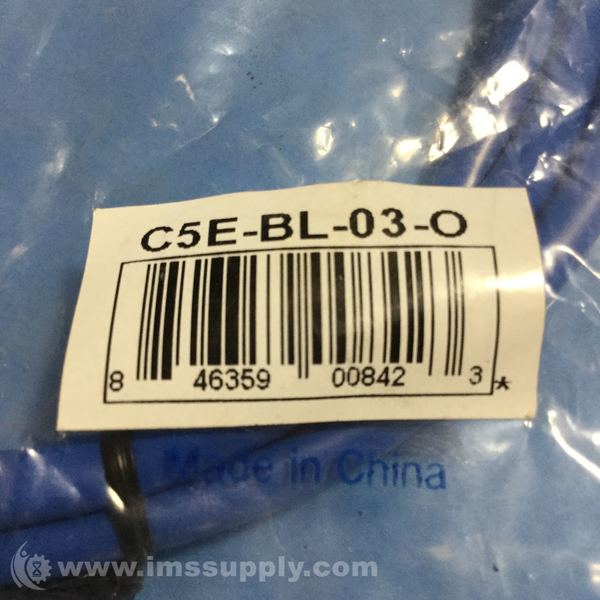 C5E-BL-03-O
8 46359 00842 3 *
Made in China
www.imssupply.com